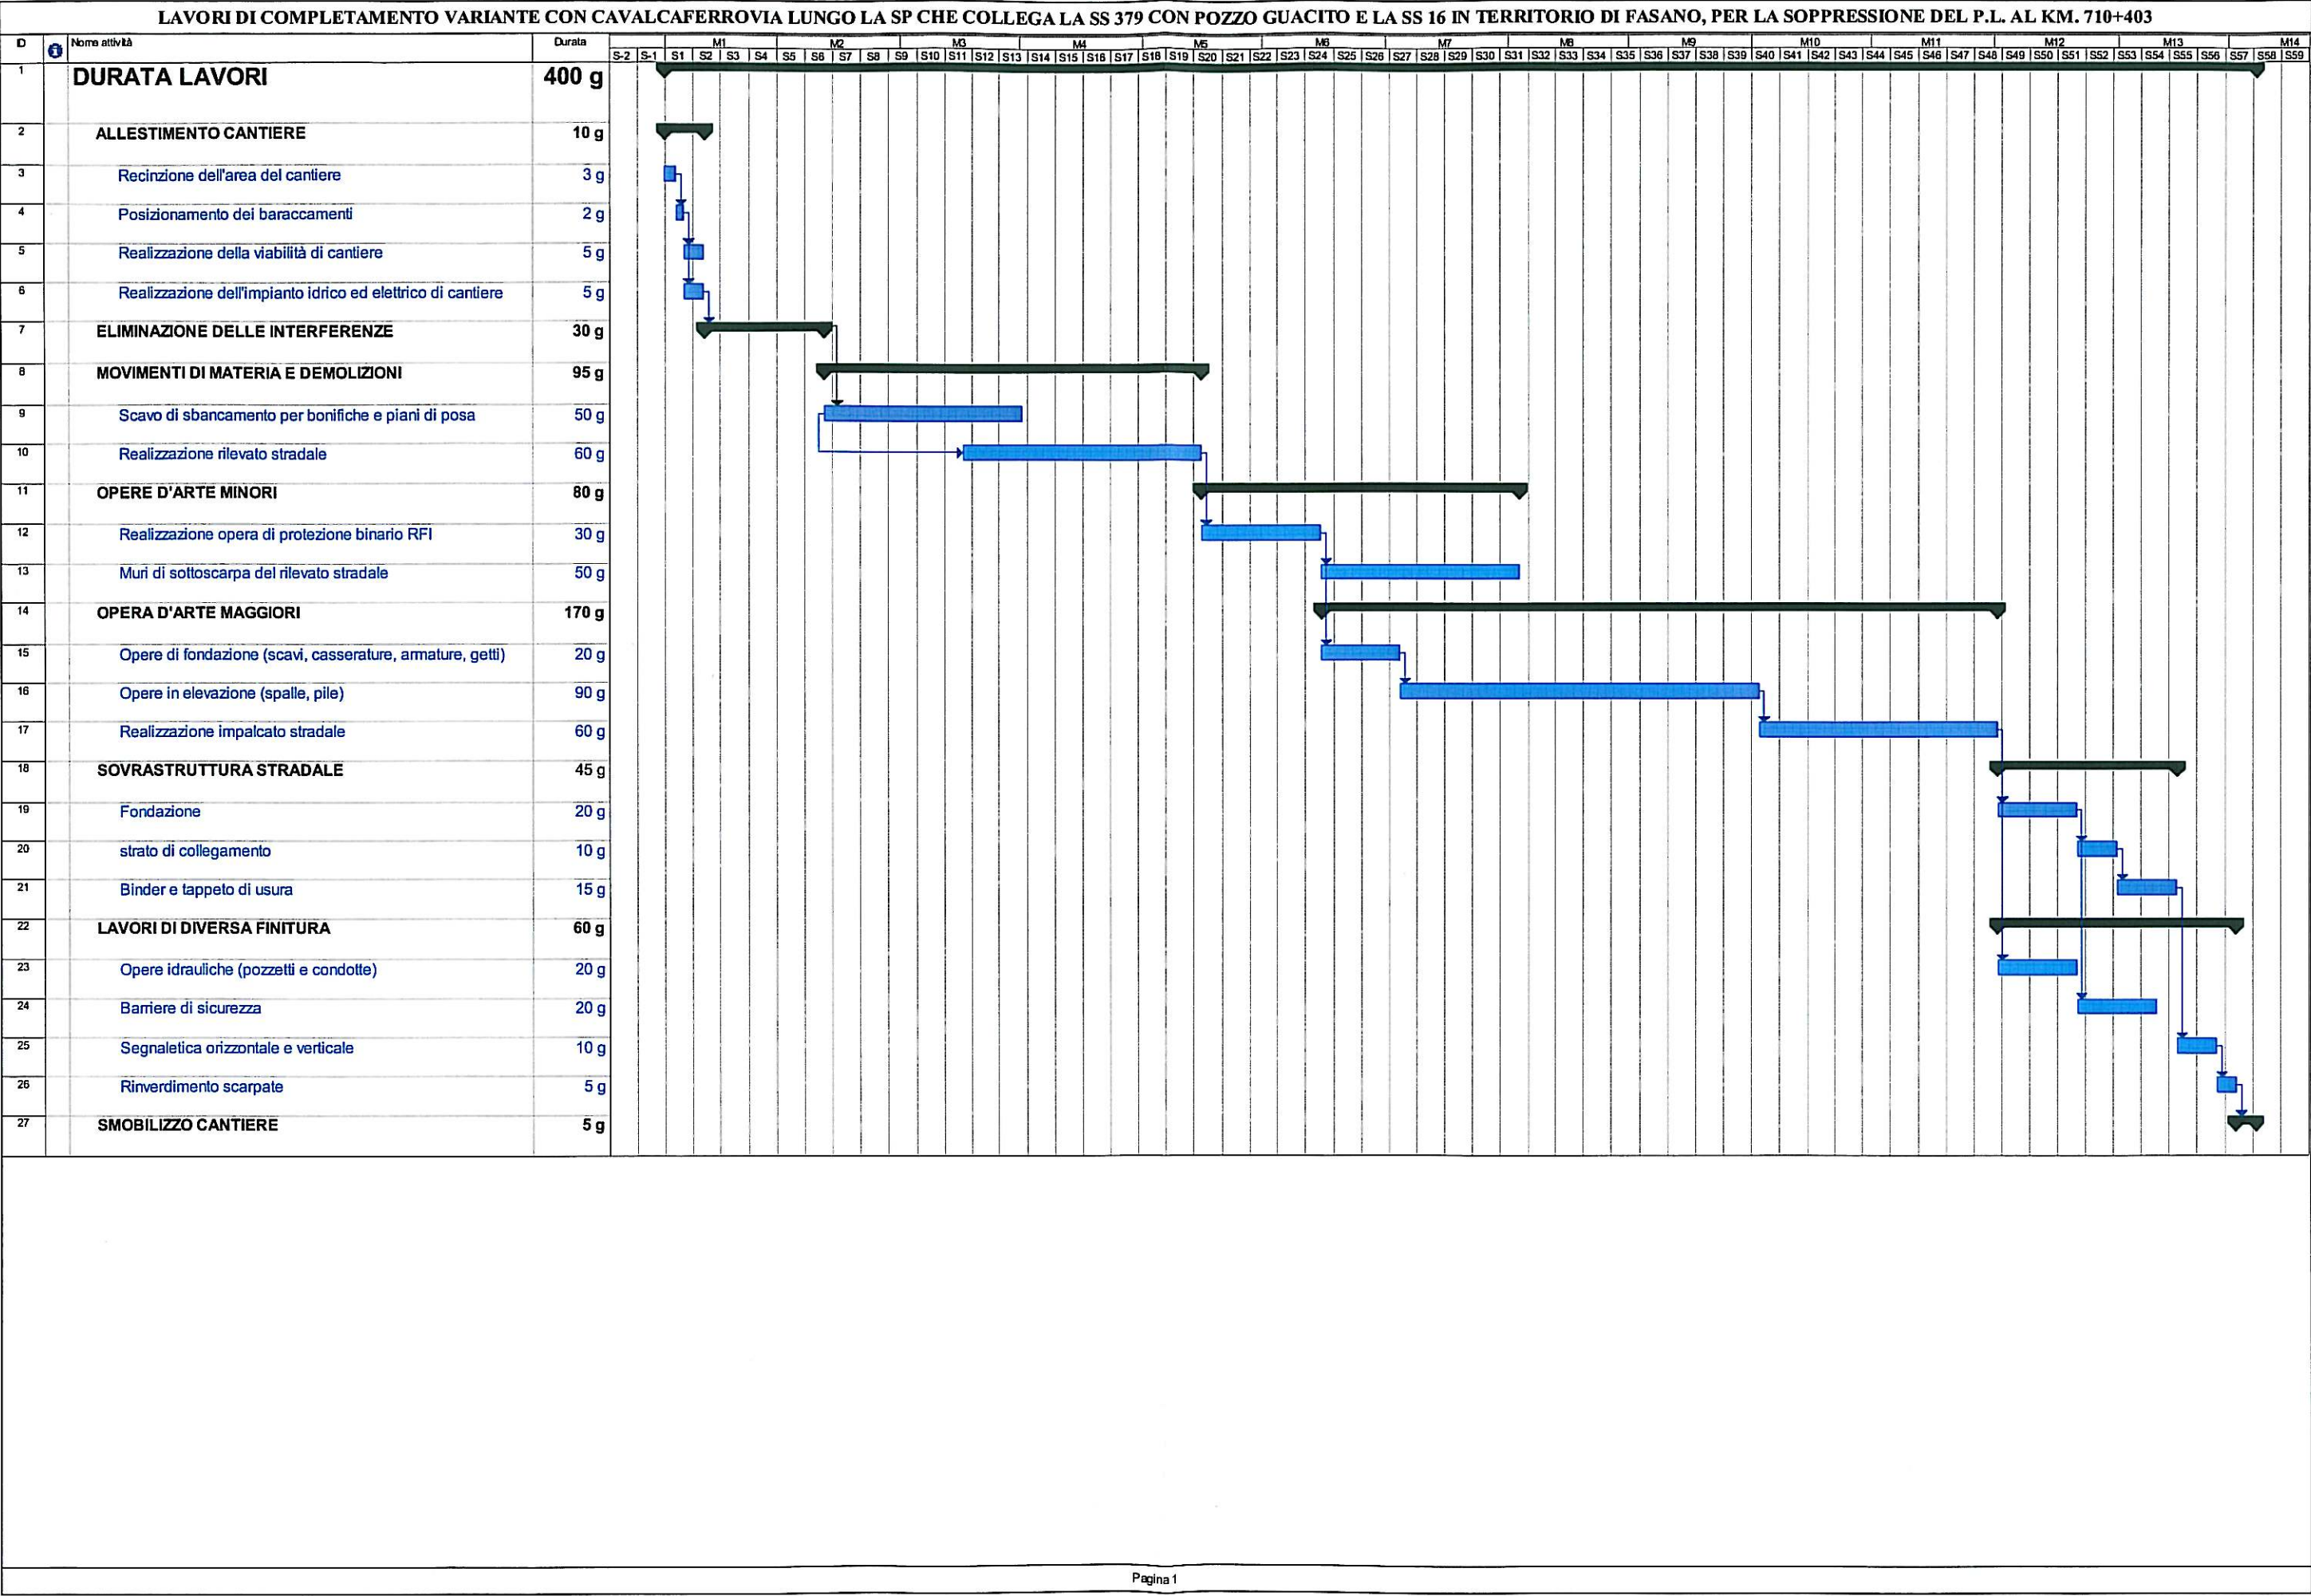 LAVORI DI COMPLETAMENTO VARIANTE CON CAVALCAFERROVIA LUNGO LA SP CHE COLLEGA LA SS 379 CON POZZO GUACITO E LA SS 16 IN TERRITORIO DI FASANO, PER LA SOPPRESSIONE DEL P.L. AL KM. 710+403
ID Nome attività Durata M1 M2 M3 M4 M5 M6 M7 M8 M9 M10 M11 M12 M13 M14
S-2 S-1 S1 S2 S3 S4 S5 S6 S7 S8 S9 S10 S11 S12 S13 S14 S15 S16 S17 S18 S19 S20 S21 S22 S23 S24 S25 S26 S27 S28 S29 S30 S31 S32 S33 S34 S35 S36 S37 S38 S39 S40 S41 S42 S43 S44 S45 S46 S47 S48 S49 S50 S51 S52 S53 S54 S55 S56 S57 S58 S59
1 DURATA LAVORI 400 g
2 ALLESTIMENTO CANTIERE 10 g
3 Recinzione dell'area del cantiere 3 g
4 Posizionamento dei baraccamenti 2 g
5 Realizzazione della viabilità di cantiere 5 g
6 Realizzazione dell'impianto idrico ed elettrico di cantiere 5 g
7 ELIMINAZIONE DELLE INTERFERENZE 30 g
8 MOVIMENTI DI MATERIA E DEMOLIZIONI 95 g
9 Scavo di sbancamento per bonifiche e piani di posa 50 g
10 Realizzazione rilevato stradale 60 g
11 OPERE D'ARTE MINORI 80 g
12 Realizzazione opera di protezione binario RFI 30 g
13 Muri di sottoscarpa del rilevato stradale 50 g
14 OPERA D'ARTE MAGGIORI 170 g
15 Opere di fondazione (scavi, casserature, armature, getti) 20 g
16 Opere in elevazione (spalle, pile) 90 g
17 Realizzazione impalcato stradale 60 g
18 SOVRASTRUTTURA STRADALE 45 g
19 Fondazione 20 g
20 strato di collegamento 10 g
21 Binder e tappeto di usura 15 g
22 LAVORI DI DIVERSA FINITURA 60 g
23 Opere idrauliche (pozzetti e condotte) 20 g
24 Barriere di sicurezza 20 g
25 Segnaletica orizzontale e verticale 10 g
26 Rinverdimento scarpate 5 g
27 SMOBILIZZO CANTIERE 5 g
Pagina 1